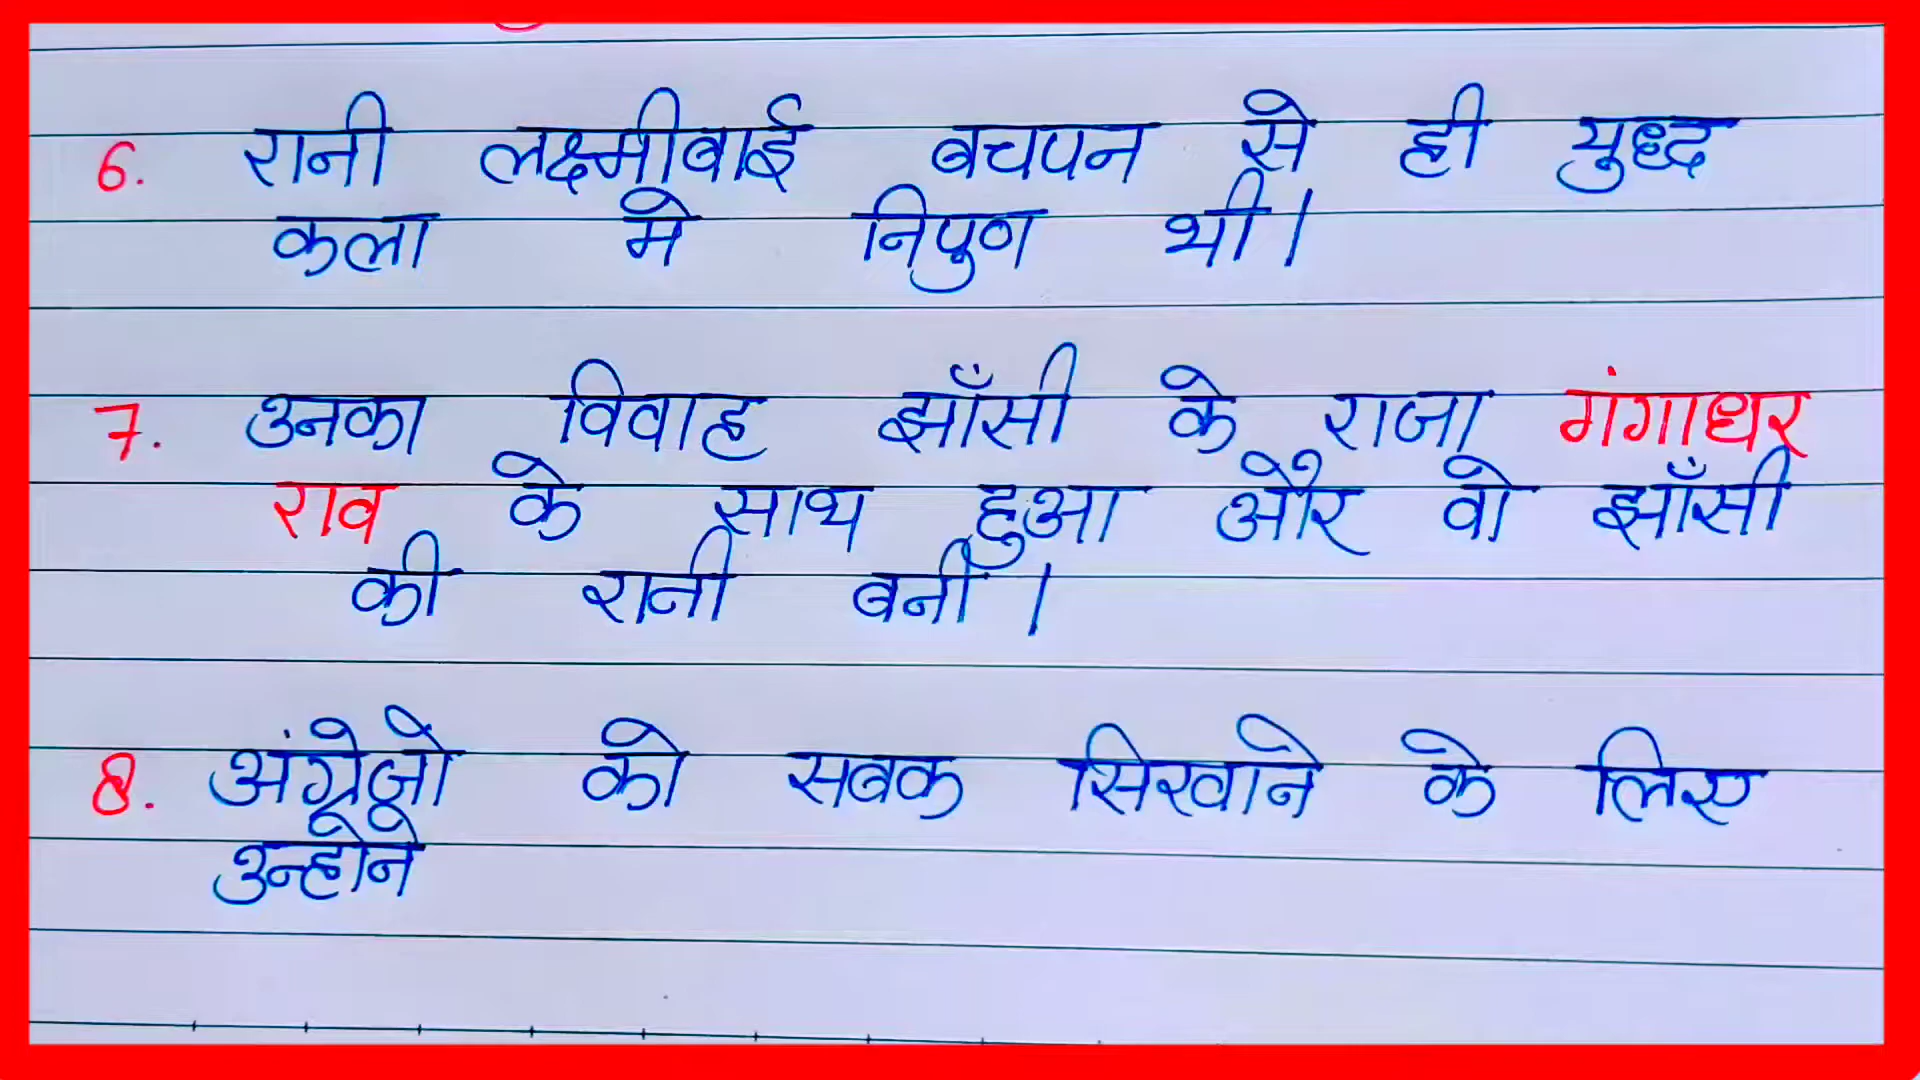 6. रानी लक्ष्मीबाई बचपन से ही युद्ध
कला मे निपुण थी।
7. उनका विवाह झाँसी के राजा गंगाधर
राव के साथ हुआ और वो झाँसी
की रानी बनीं।
8. अंग्रेजो को सबक सिखाने के लिए
उन्होने